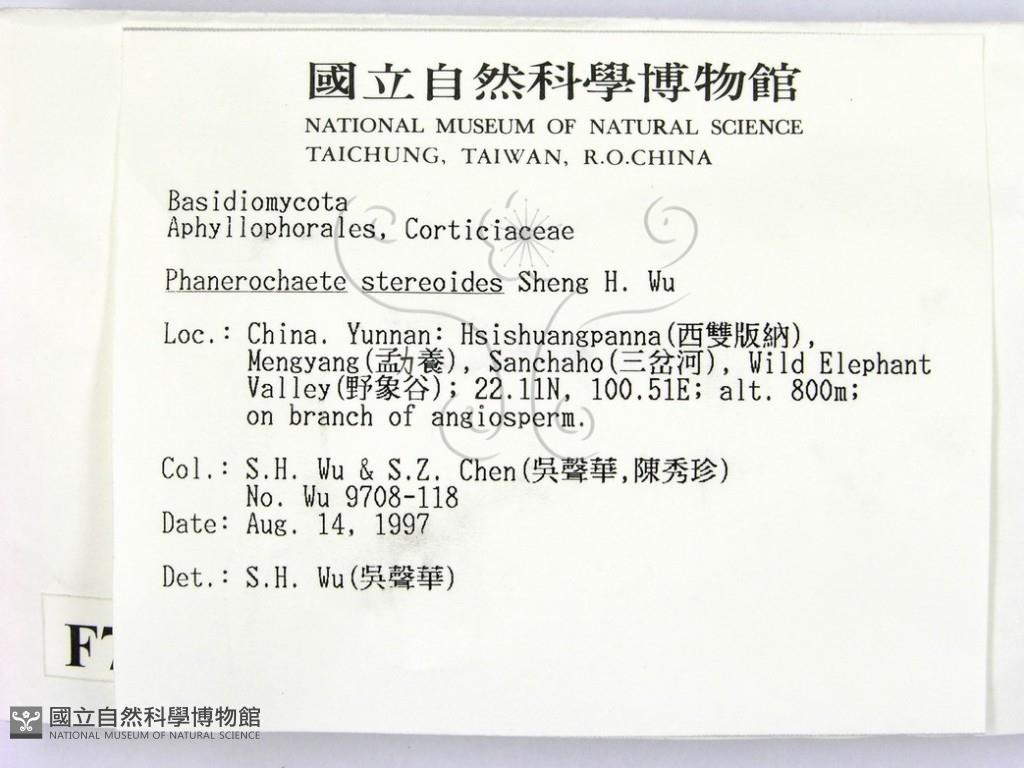 國立自然科學博物館
NATIONAL MUSEUM OF NATURAL SCIENCE
TAICHUNG, TAIWAN, R.O.CHINA
Basidiomycota
Aphyllophorales, Corticiaceae
Phanerochaete stereoides Sheng H. Wu
Loc.: China. Yunnan: Hsishuangpanna(西雙版納),
Mengyang(勐養), Sanchaho(三岔河), Wild Elephant
Valley(野象谷); 22.11N, 100.51E; alt. 800m;
on branch of angiosperm.
Col.: S.H. Wu & S.Z. Chen(吳聲華,陳秀珍)
No. Wu 9708-118
Date: Aug. 14, 1997
Det.: S.H. Wu(吳聲華)
國立自然科學博物館
NATIONAL MUSEUM OF NATURAL SCIENCE